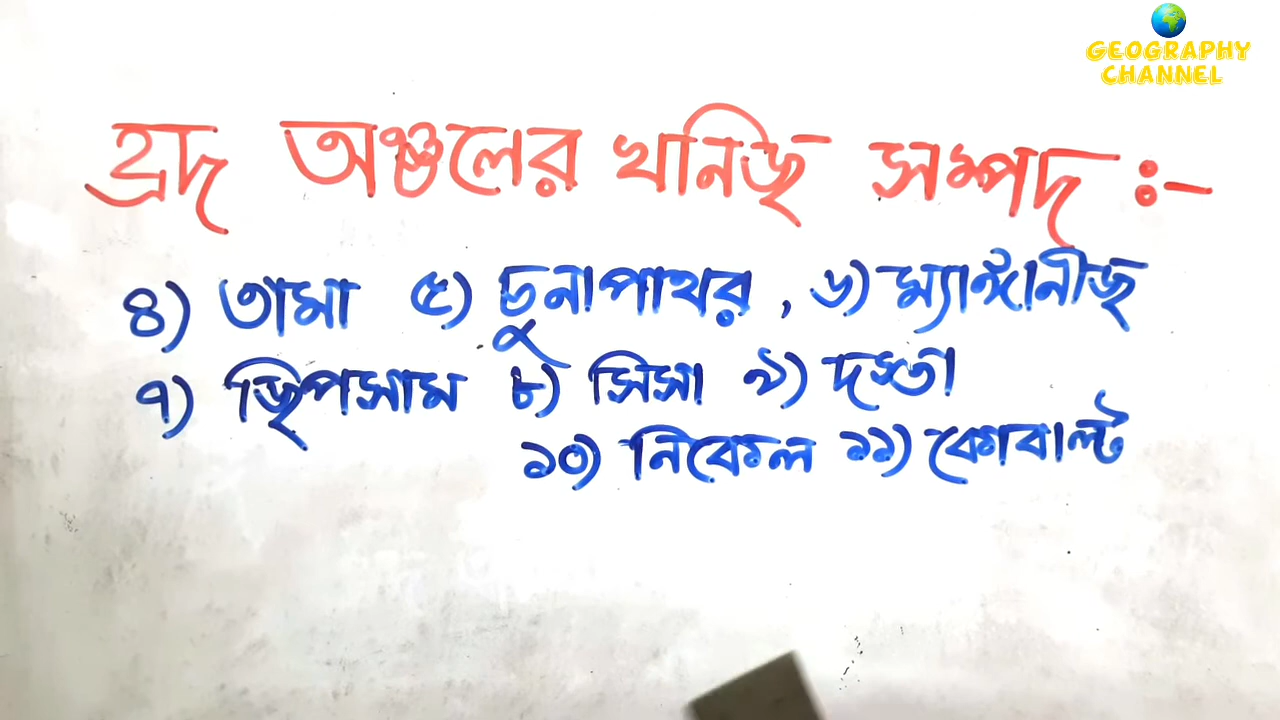 GEOGRAPHY
CHANNEL
হ্রদ অঞ্চলের খনিজ সম্পদ :-
৪) তামা ৫) চুনাপাথর , ৬) ম্যাঙ্গানীজ
৭) জিপসাম ৮) সিসা ৯) দস্তা
১০) নিকেল ১১) কোবাল্ট